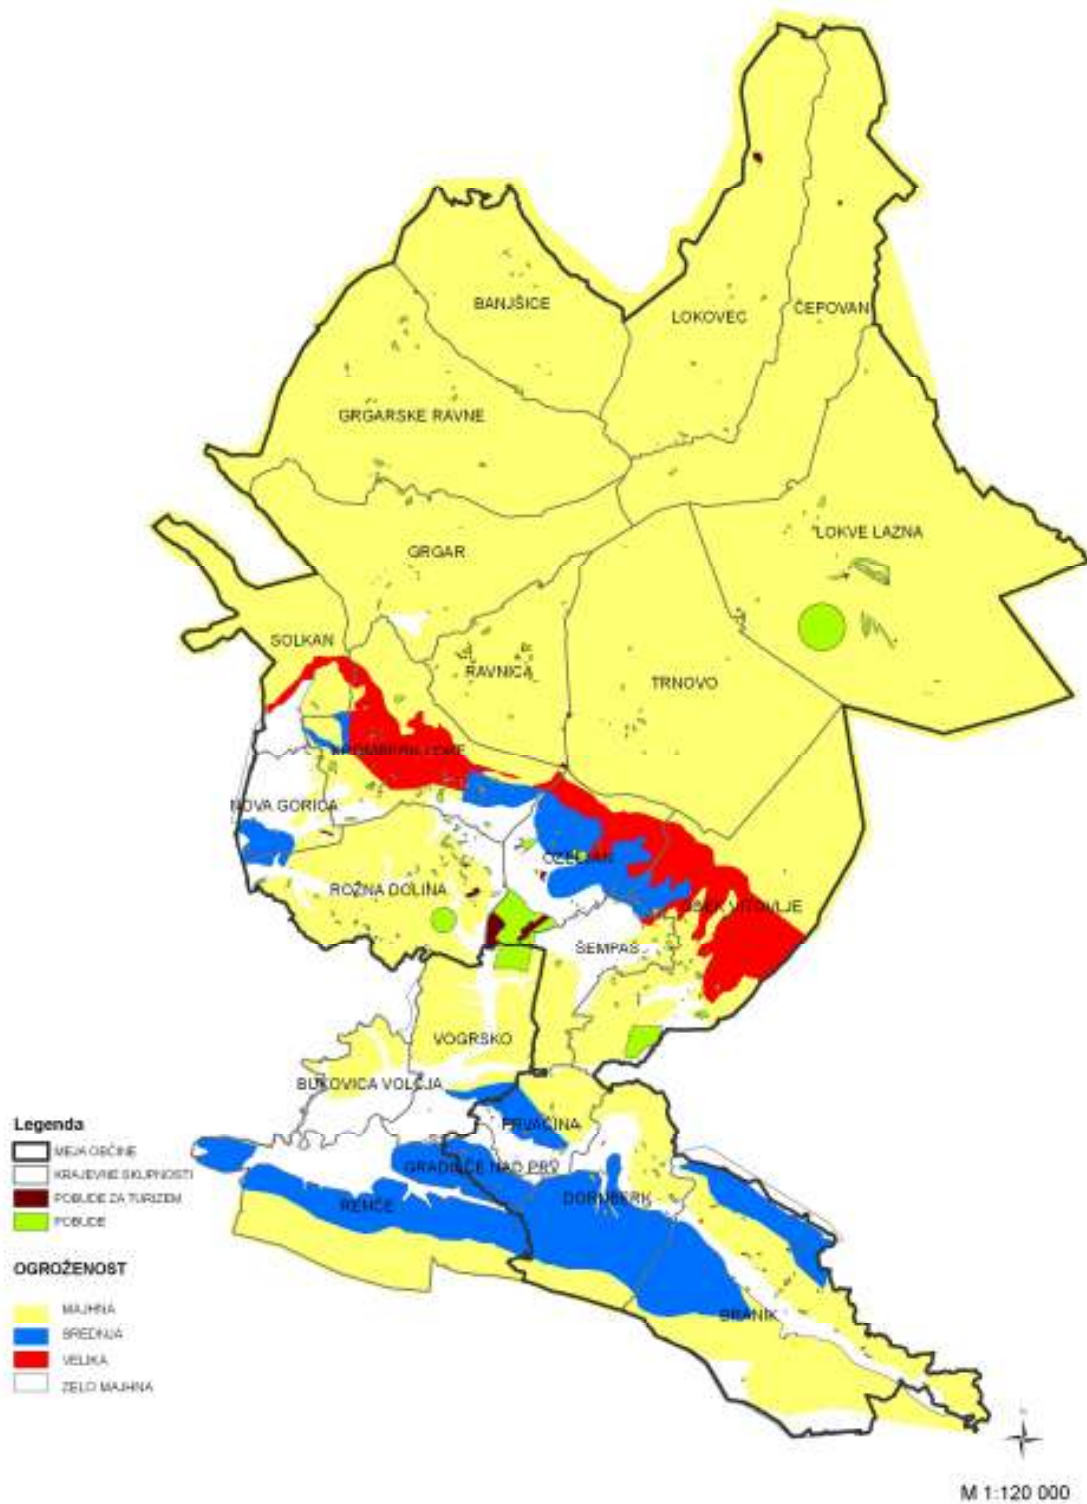 BANJŠICE
LOKOVEC
ČEPOVAN
GRGARSKE RAVNE
LOKVE LAZNA
GRGAR
SOLKAN
RAVNICA
TRNOVO
NOVA GORICA
OZELJAN
ROŽNA DOLINA
VITOVLJE
ŠEMPAS
VOGRSKO
BUKOVICA VOLČJA
PRVAČINA
GRADIŠČE NAD PRV
DORNBERK
RENČE
BRANIK
Legenda
MEJA OBČINE
KRAJEVNE SKUPNOSTI
POBUDE ZA TURIZEM
POBUDE
OGROŽENOST
MAJHNA
SREDNJA
VELIKA
ZELO MAJHNA
M 1:120 000